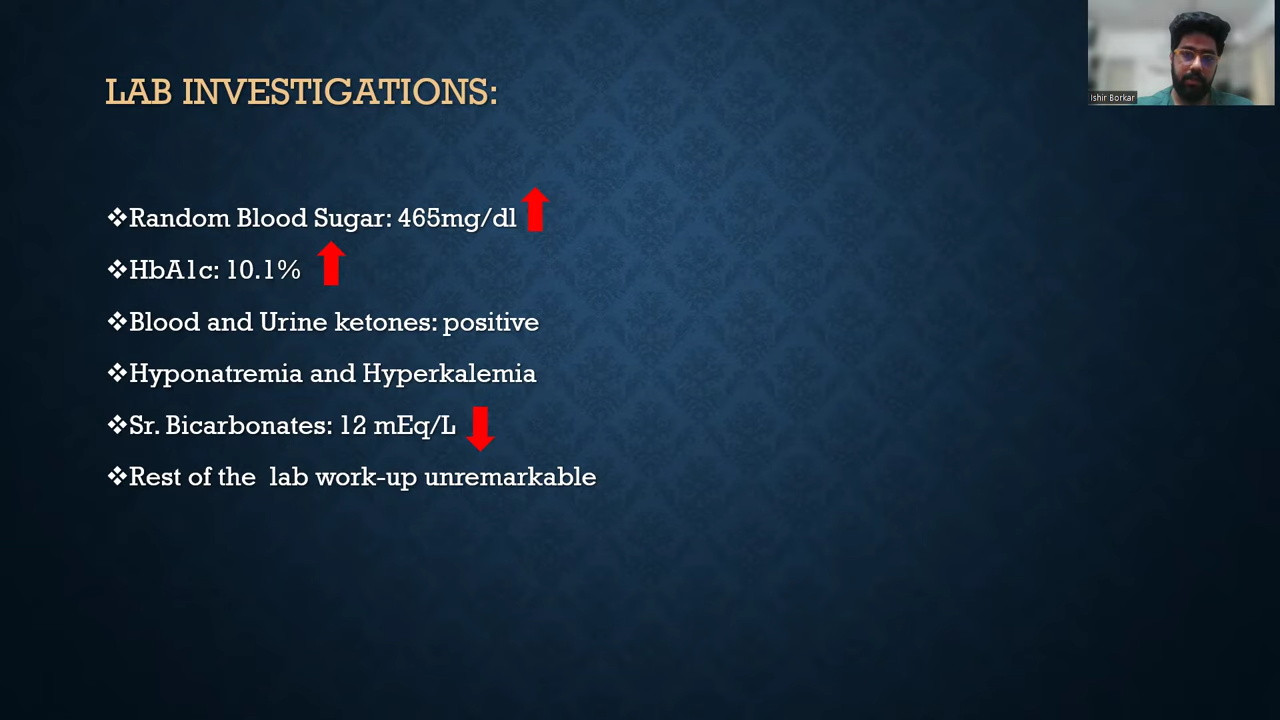 LAB INVESTIGATIONS:
Ishir Borkar
❖Random Blood Sugar: 465mg/dl
❖HbA1c: 10.1%
❖Blood and Urine ketones: positive
❖Hyponatremia and Hyperkalemia
❖Sr. Bicarbonates: 12 mEq/L
❖Rest of the  lab work-up unremarkable